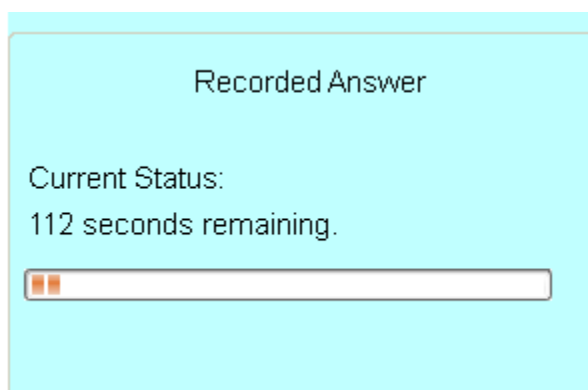 Recorded Answer
Current Status:
112 seconds remaining.